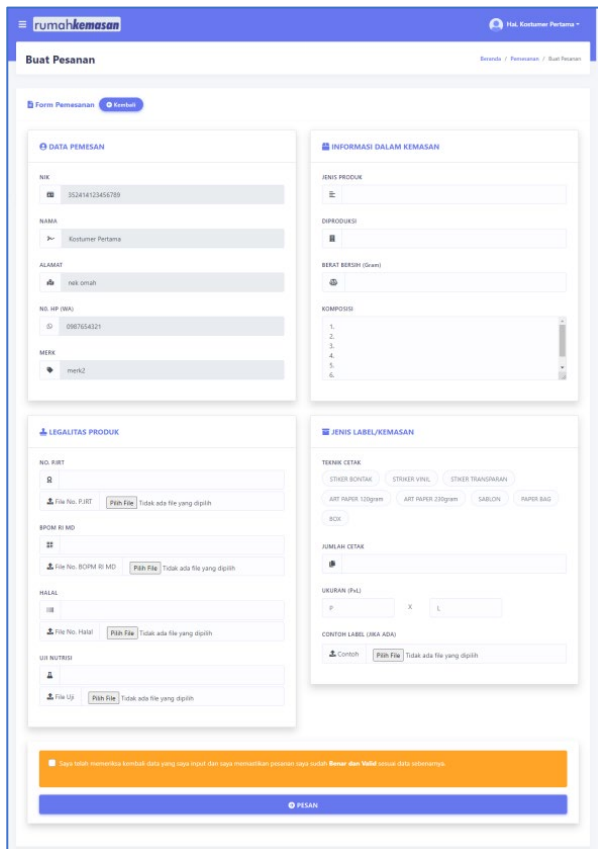 rumahkemasan
Hai, Kostumer Pertama
Buat Pesanan
Beranda / Pemesanan / Buat Pesanan
Form Pemesanan Kembali
DATA PEMESAN
NIK
352414123456789
NAMA
Kostumer Pertama
ALAMAT
nek omah
NO. HP (WA)
0987654321
MERK
merk2
INFORMASI DALAM KEMASAN
JENIS PRODUK
DIPRODUKSI
BERAT BERSIH (Gram)
KOMPOSISI
1.
2.
3.
4.
5.
6.
LEGALITAS PRODUK
NO. P.IRT
File No. P.IRT Pilih File Tidak ada file yang dipilih
BPOM RI MD
File No. BOPM RI MD Pilih File Tidak ada file yang dipilih
HALAL
File No. Halal Pilih File Tidak ada file yang dipilih
UJI NUTRISI
File Uji Pilih File Tidak ada file yang dipilih
JENIS LABEL/KEMASAN
TEKNIK CETAK
STIKER BONTAK STRIKER VINIL STIKER TRANSPARAN
ART PAPER 120gram ART PAPER 230gram SABLON PAPER BAG
BOX
JUMLAH CETAK
UKURAN (PxL)
P X L
CONTOH LABEL (JIKA ADA)
Contoh Pilih File Tidak ada file yang dipilih
Saya telah memeriksa kembali data yang saya input dan saya memastikan pesanan saya sudah Benar dan Valid sesuai data sebenarnya.
PESAN